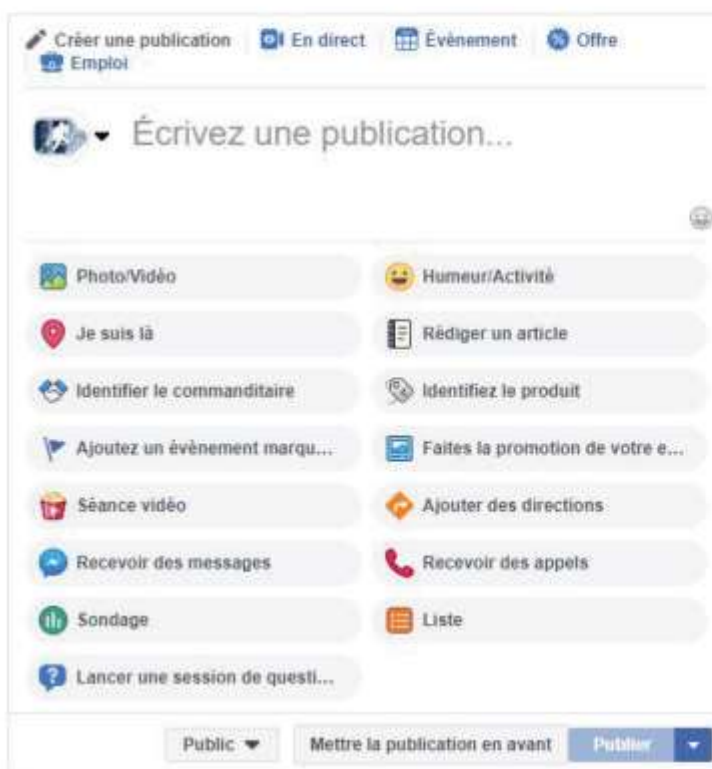 Créer une publication En direct Évènement Offre
Emploi
Écrivez une publication...
Photo/Vidéo Humeur/Activité
Je suis là Rédiger un article
Identifier le commanditaire Identifiez le produit
Ajoutez un évènement marqu... Faites la promotion de votre e...
Séance vidéo Ajouter des directions
Recevoir des messages Recevoir des appels
Sondage Liste
Lancer une session de questi...
Public Mettre la publication en avant Publier